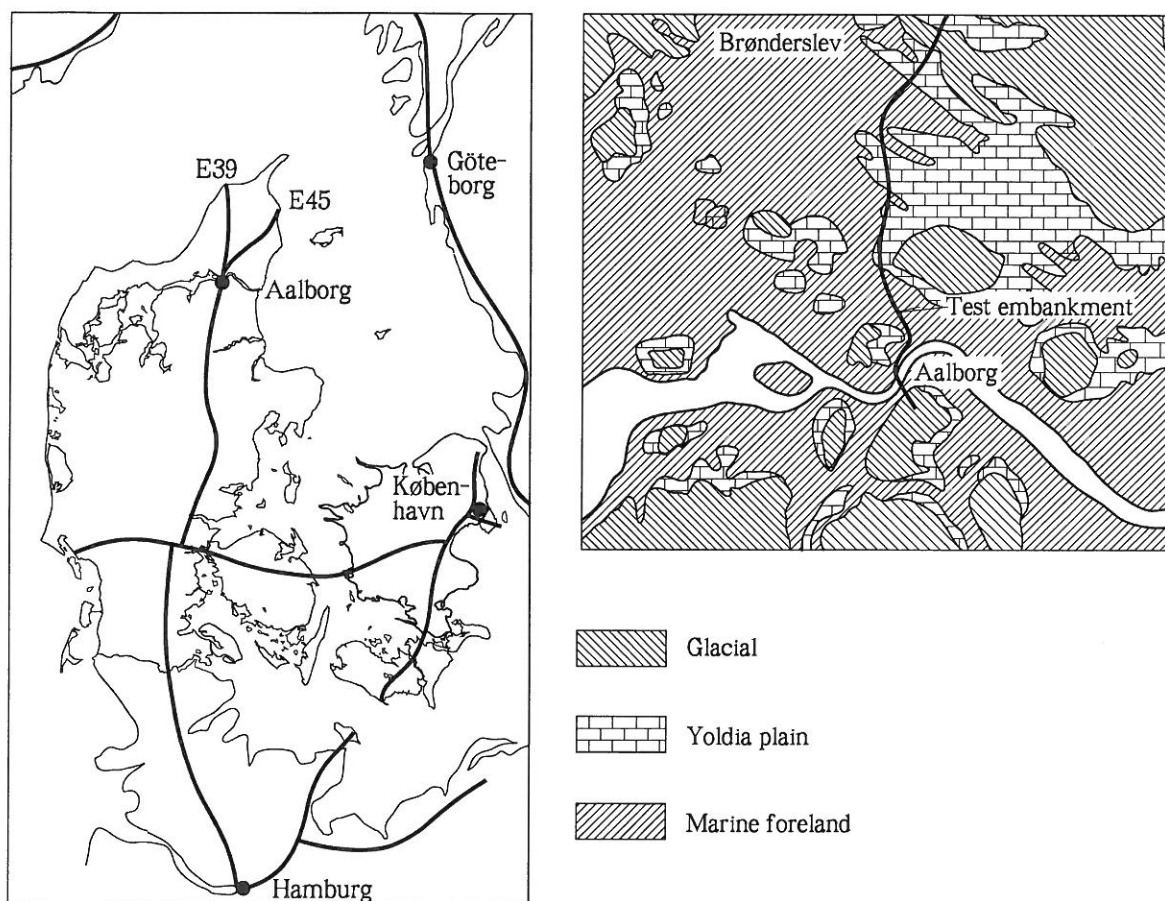 E39
E45
Göte-
borg
Aalborg
Køben-
havn
Hamburg
Brønderslev
Test embankment
Aalborg
Glacial
Yoldia plain
Marine foreland